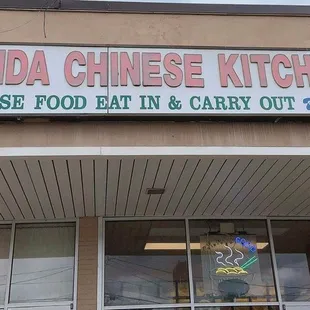 NDA CHINESE KITCH
SE FOOD EAT IN & CARRY OUT